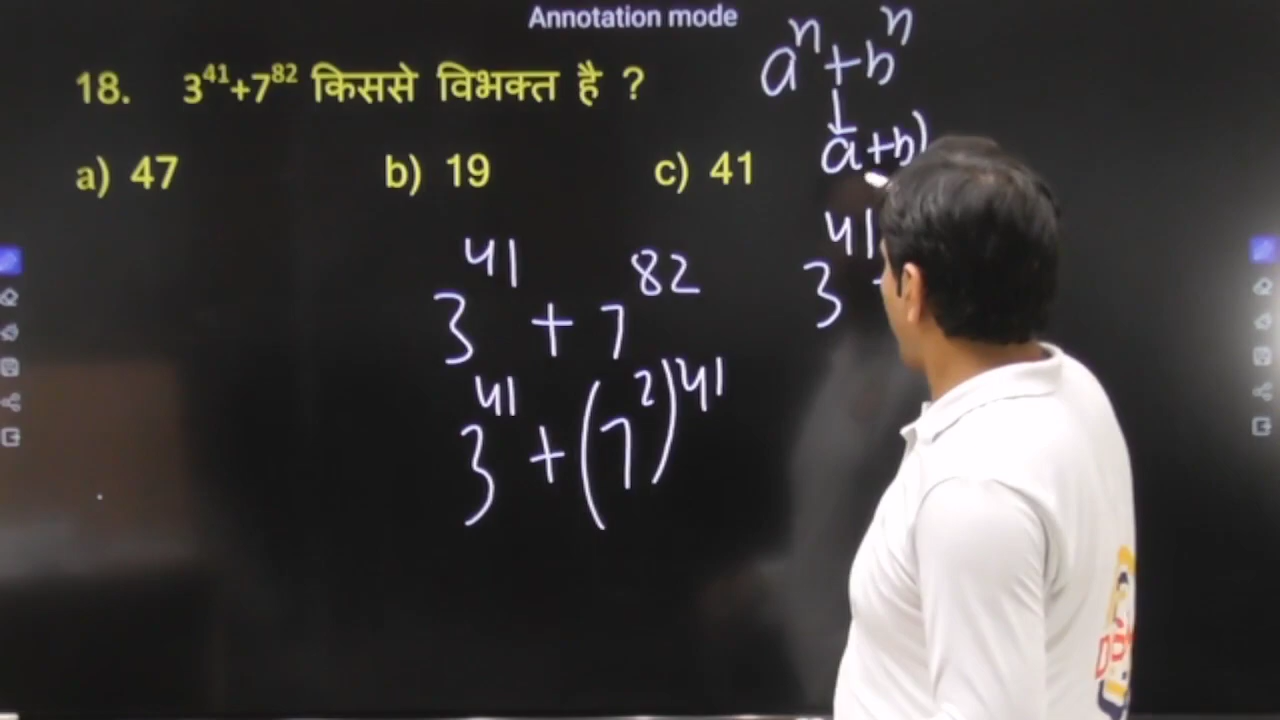 Annotation mode
18. 3⁴¹+7⁸² किससे विभक्त है ?
a) 47 b) 19 c) 41
aⁿ+bⁿ
↓
a+b)
3⁴¹ + 7⁸²
3⁴¹
3⁴¹ + (7²)⁴¹